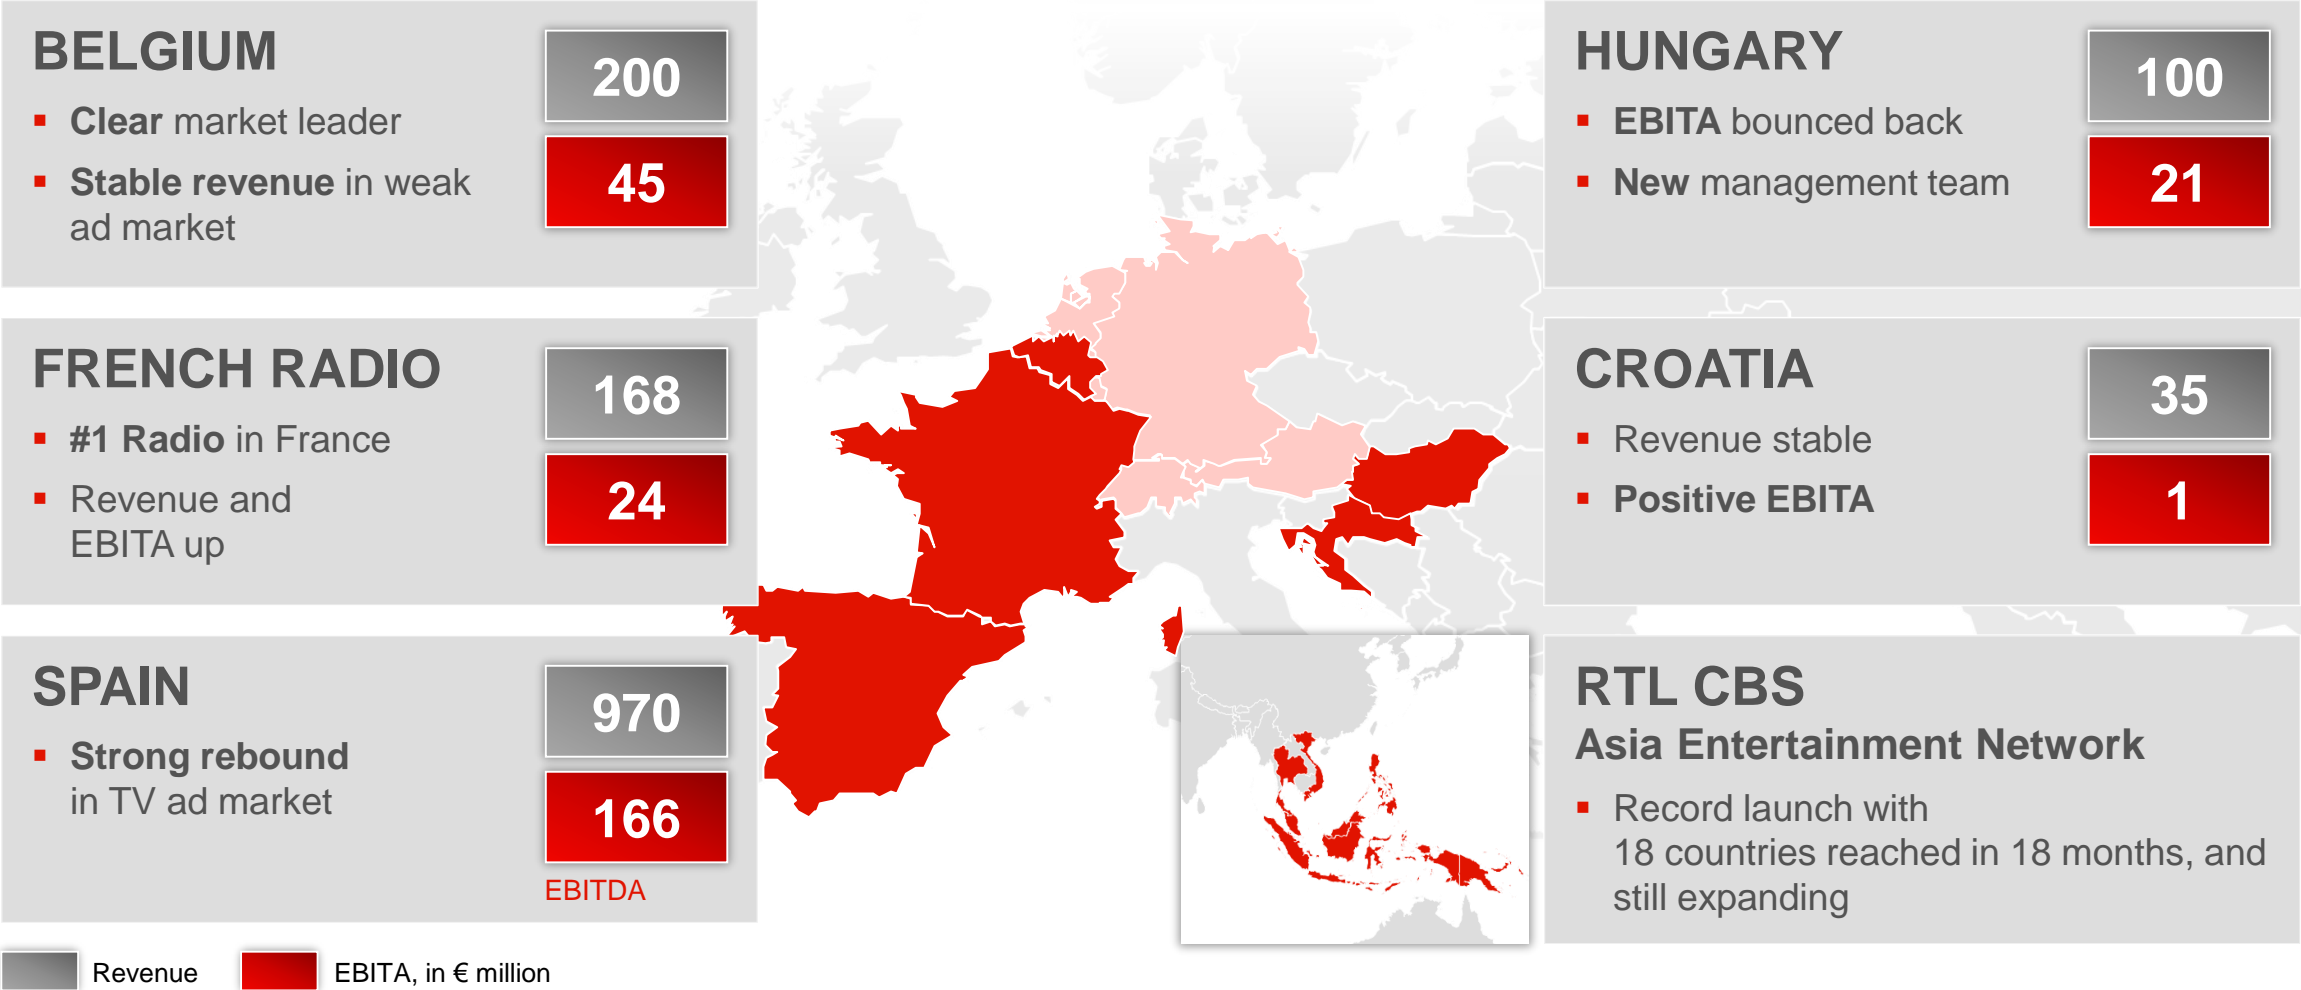 BELGIUM
200
▪ Clear market leader
45
▪ Stable revenue in weak
ad market
FRENCH RADIO
168
▪ #1 Radio in France
24
▪ Revenue and
EBITA up
SPAIN
970
▪ Strong rebound
in TV ad market
166
EBITDA
HUNGARY
100
▪ EBITA bounced back
21
▪ New management team
CROATIA
35
▪ Revenue stable
1
▪ Positive EBITA
RTL CBS
Asia Entertainment Network
▪ Record launch with
18 countries reached in 18 months, and
still expanding
Revenue
EBITA, in € million